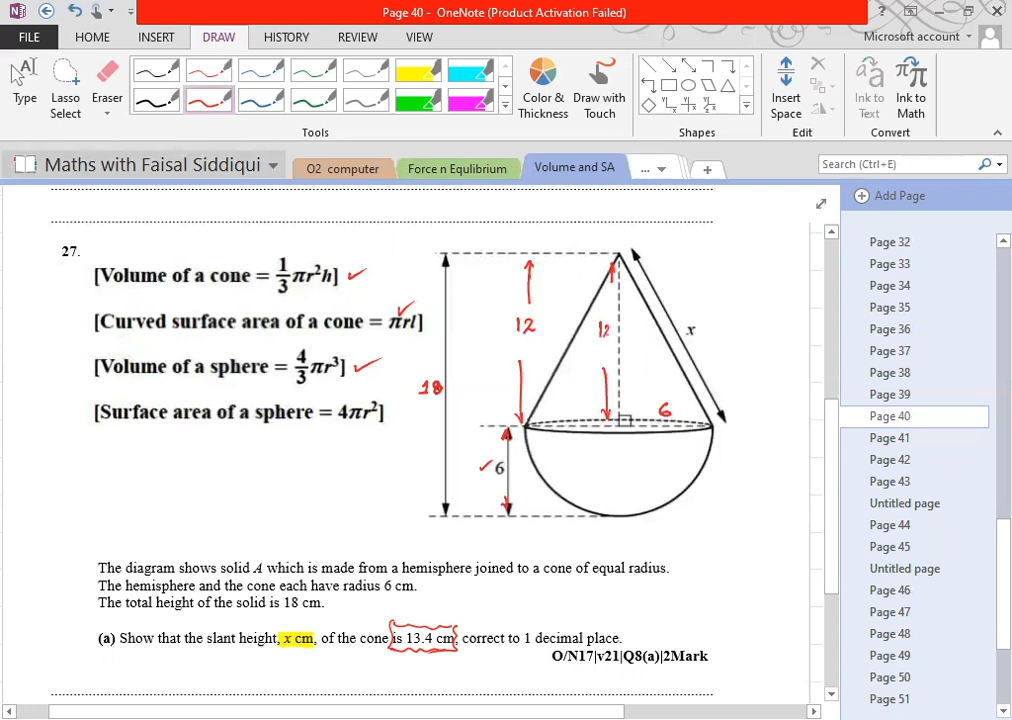 Page 40 - OneNote (Product Activation Failed)
FILE HOME INSERT DRAW HISTORY REVIEW VIEW
Microsoft account
Type
Lasso Select
Eraser
Color & Thickness
Draw with Touch
Insert Space
Ink to Text
Ink to Math
Tools
Shapes
Edit
Convert
Maths with Faisal Siddiqui
O2 computer
Force n Equilibrium
Volume and SA
...
Search (Ctrl+E)
Add Page
27.
[Volume of a cone = 1/3 πr²h]
[Curved surface area of a cone = πrl]
[Volume of a sphere = 4/3 πr³]
[Surface area of a sphere = 4πr²]
12
12
x
18
6
6
The diagram shows solid A which is made from a hemisphere joined to a cone of equal radius.
The hemisphere and the cone each have radius 6 cm.
The total height of the solid is 18 cm.
(a) Show that the slant height, x cm, of the cone is 13.4 cm, correct to 1 decimal place.
O/N17|v21|Q8(a)|2Mark
Page 32
Page 33
Page 34
Page 35
Page 36
Page 37
Page 38
Page 39
Page 40
Page 41
Page 42
Page 43
Untitled page
Page 44
Page 45
Untitled page
Page 46
Page 47
Page 48
Page 49
Page 50
Page 51